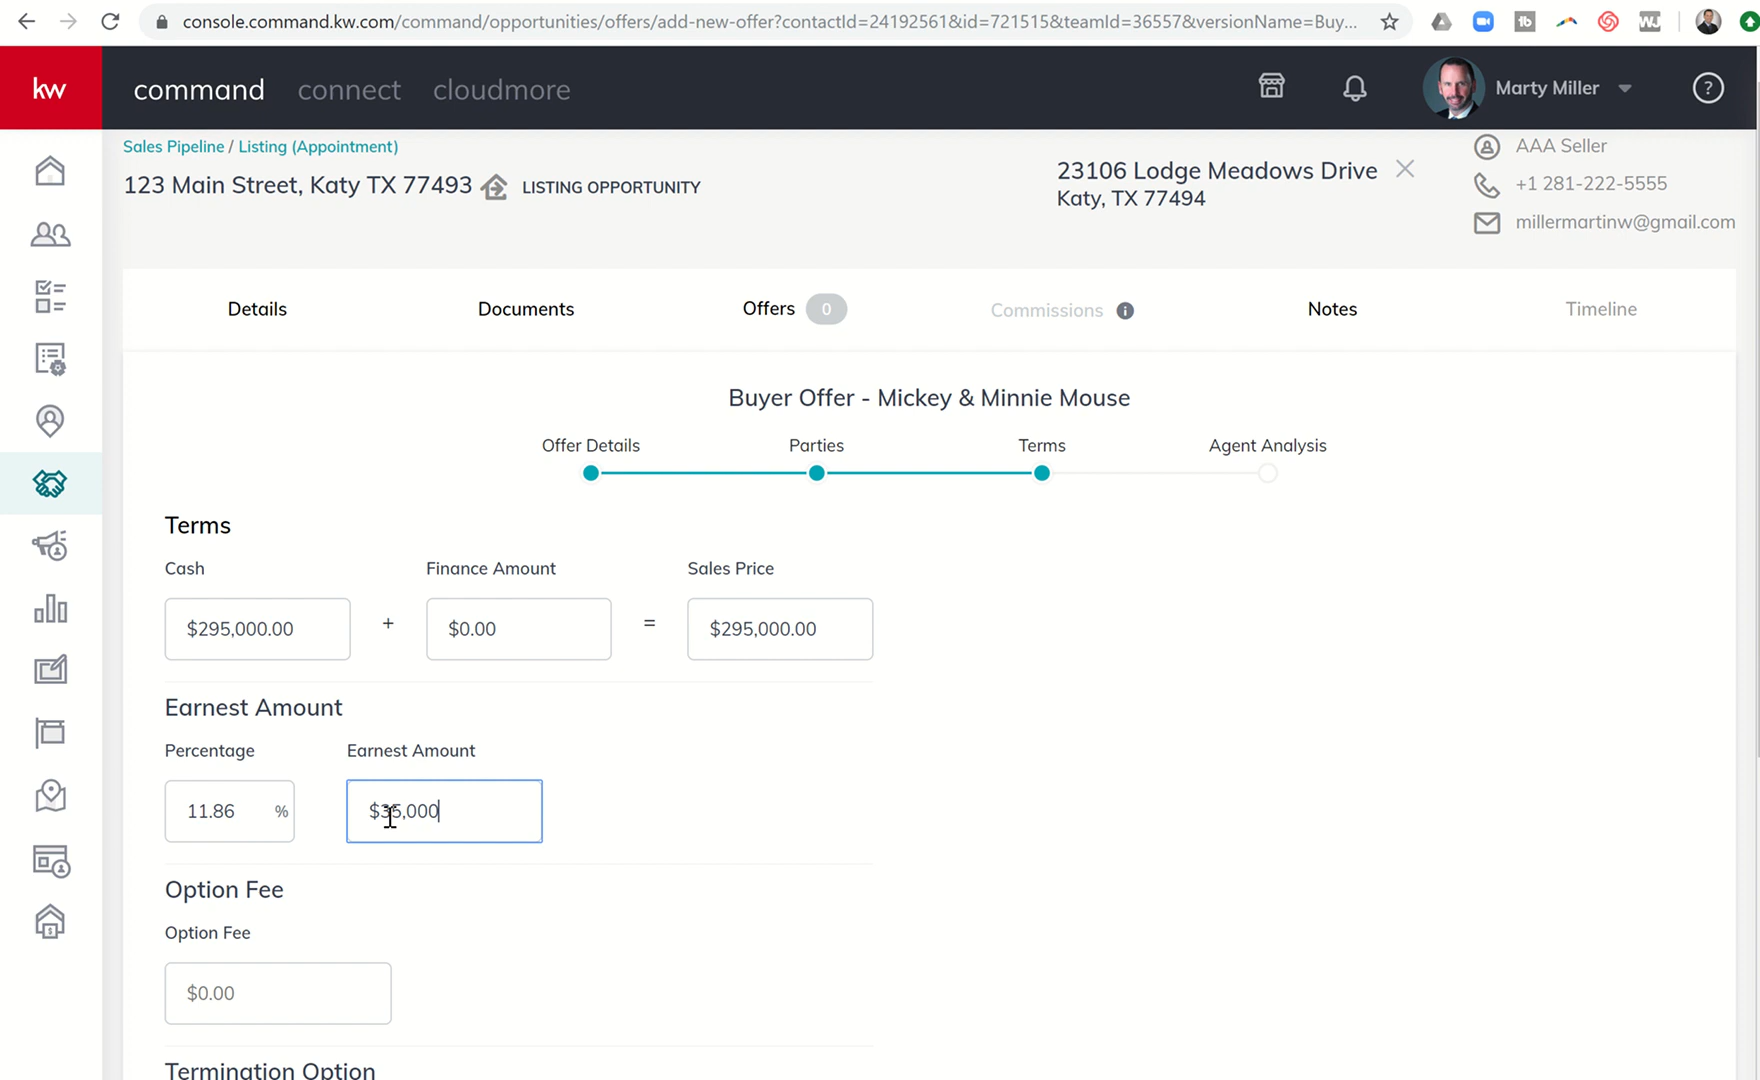 console.command.kw.com/command/opportunities/offers/add-new-offer?contactId=24192561&id=721515&teamId=36557&versionName=Buy...
kw
command connect cloudmore
Marty Miller
?
Sales Pipeline / Listing (Appointment)
123 Main Street, Katy TX 77493 LISTING OPPORTUNITY
23106 Lodge Meadows Drive
Katy, TX 77494
AAA Seller
+1 281-222-5555
millermartinw@gmail.com
Details Documents Offers 0 Commissions i Notes Timeline
Buyer Offer - Mickey & Minnie Mouse
Offer Details Parties Terms Agent Analysis
Terms
Cash Finance Amount Sales Price
$295,000.00 + $0.00 = $295,000.00
Earnest Amount
Percentage Earnest Amount
11.86 % $35,000
Option Fee
Option Fee
$0.00
Termination Option